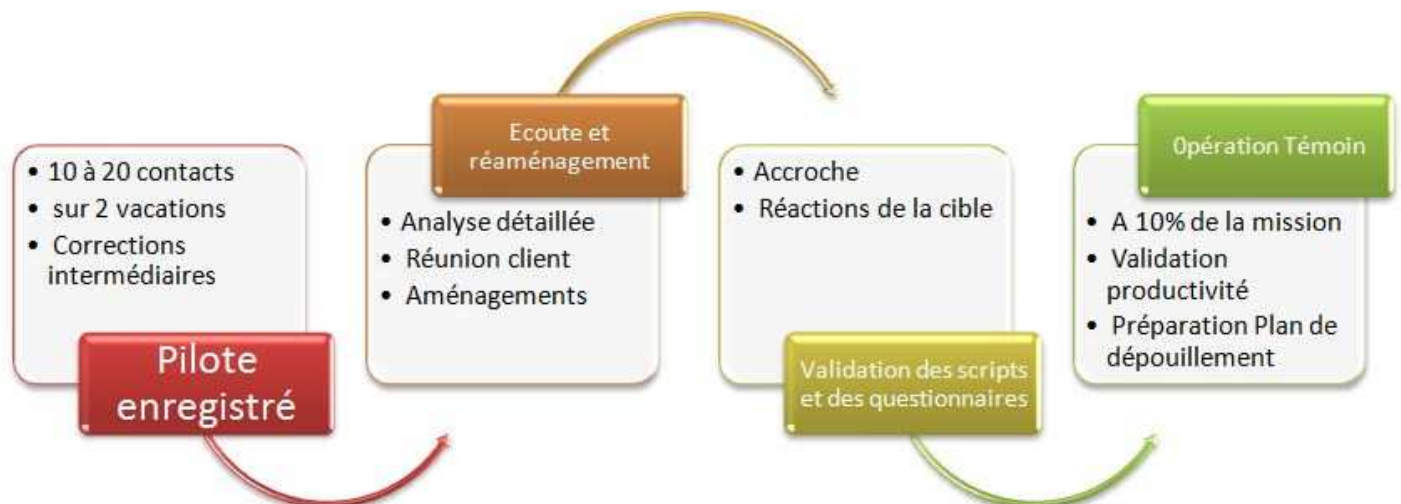 • 10 à 20 contacts
• sur 2 vacations
• Corrections
intermédiaires
Pilote
enregistré
Ecoute et
réaménagement
• Analyse détaillée
• Réunion client
• Aménagements
• Accroche
• Réactions de la cible
Validation des scripts
et des questionnaires
0pération Témoin
• A 10% de la mission
• Validation
productivité
• Préparation Plan de
dépouillement